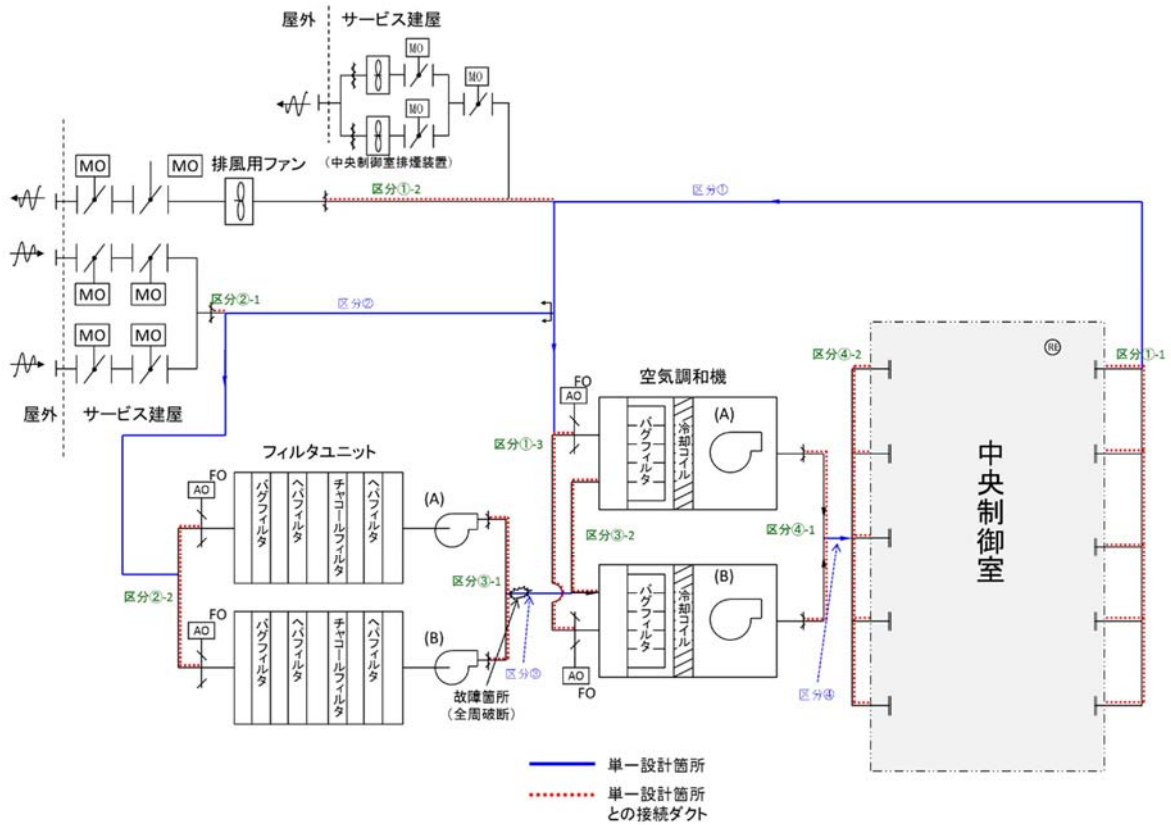 屋外
サービス建屋
MO
MO
MO
(中央制御室排煙装置)
MO
MO
排風用ファン
区分①-2
区分①
MO
MO
MO
MO
区分②-1
区分②
屋外
サービス建屋
区分④-2
RE
区分①-1
空気調和機
FO
AO
バグフィルタ
冷却コイル
(A)
区分①-3
フィルタユニット
FO
AO
バグフィルタ
ヘパフィルタ
チャコールフィルタ
ヘパフィルタ
(A)
区分③-2
区分④-1
中央制御室
区分②-2
区分③-1
FO
AO
バグフィルタ
ヘパフィルタ
チャコールフィルタ
ヘパフィルタ
(B)
区分③
故障箇所
(全周破断)
バグフィルタ
冷却コイル
(B)
AO
FO
区分④
単一設計箇所
単一設計箇所
との接続ダクト